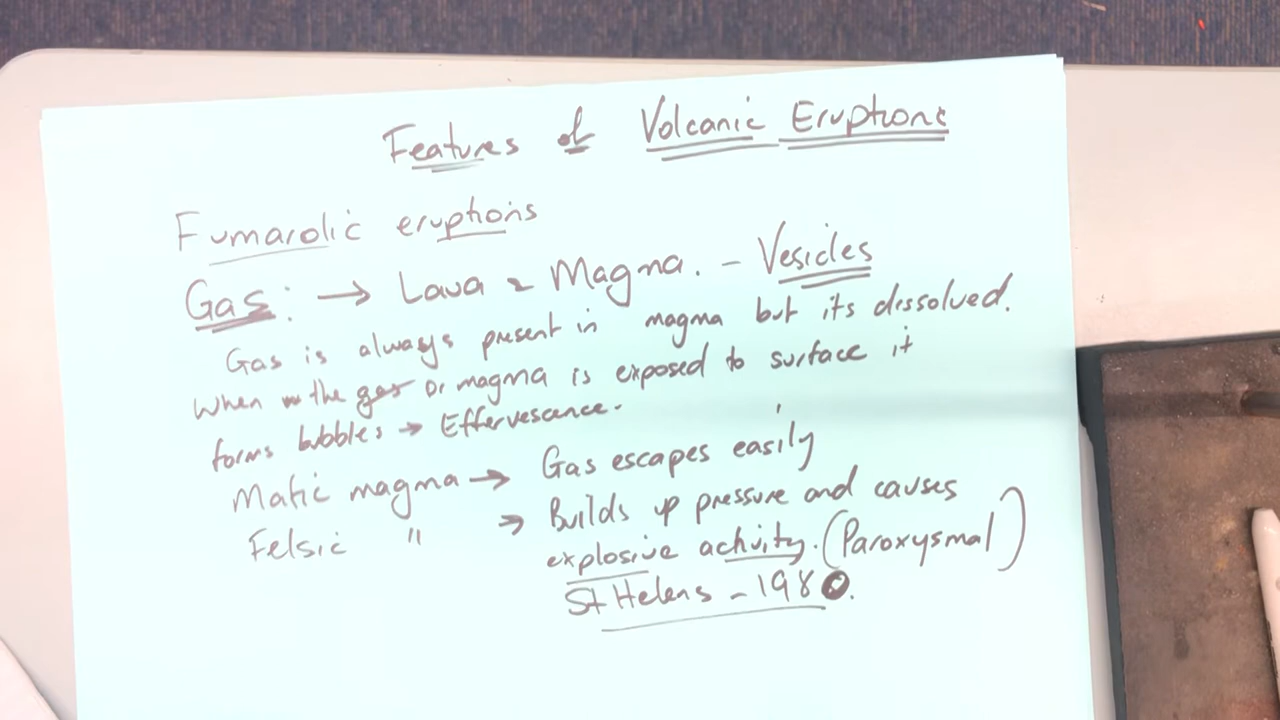 Features of Volcanic Eruptions
Fumarolic eruptions
Gas: → Lava & Magma. - Vesicles
Gas is always present in magma but its dissolved.
When the gas or magma is exposed to surface it
forms bubbles → Effervescence.
Mafic magma → Gas escapes easily
Felsic " → Builds up pressure and causes
explosive activity. (Paroxysmal)
St Helens - 1980.